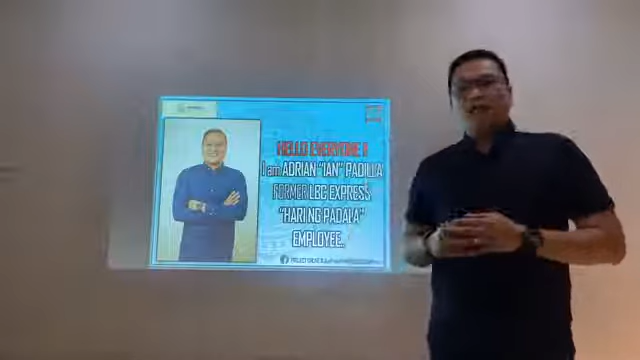 HELLO EVERYONE !!
I am ADRIAN "IAN" PADILLA
FORMER LBC EXPRESS
"HARI NG PADALA"
EMPLOYEE.